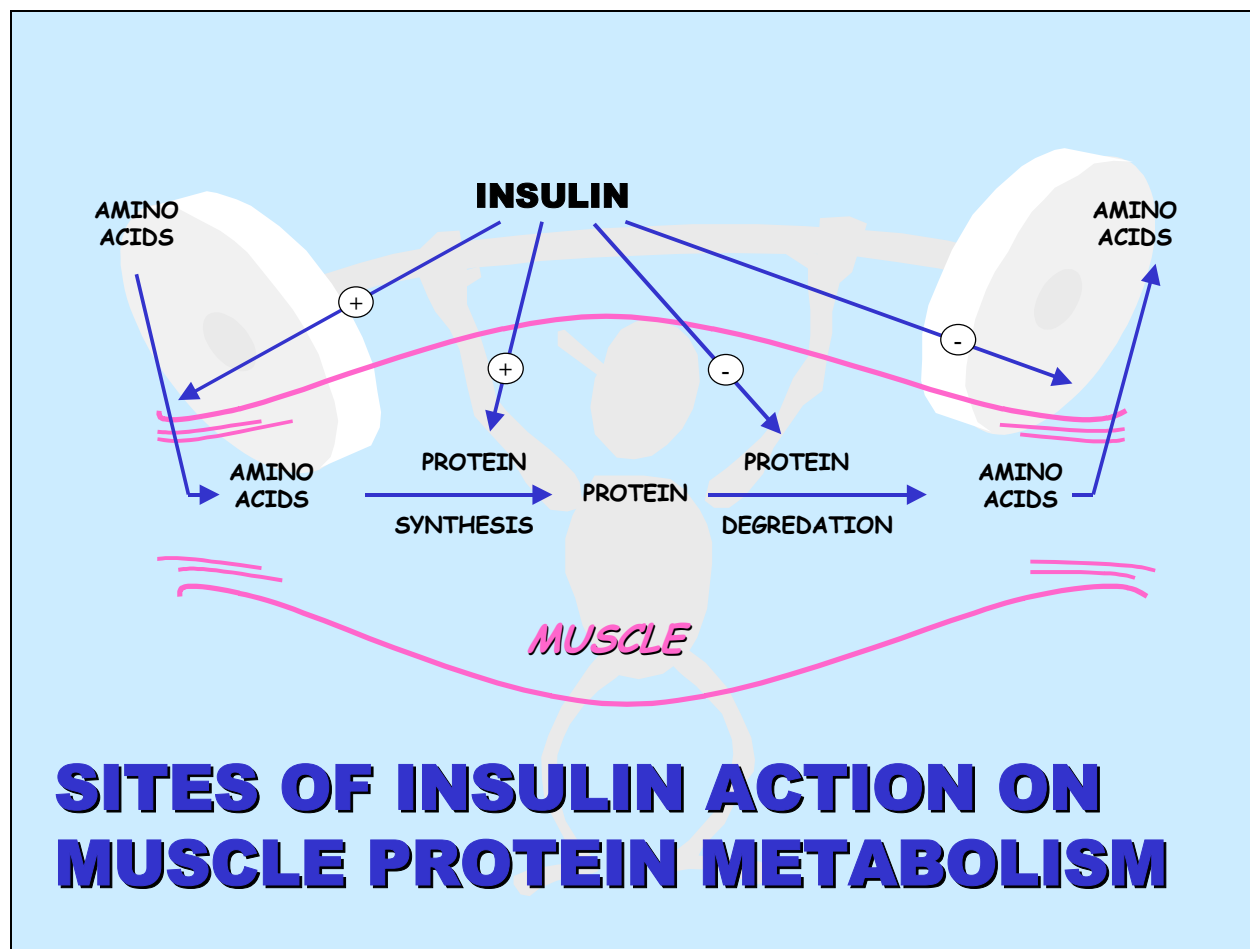 INSULIN
AMINO
ACIDS
AMINO
ACIDS
+
+
-
-
AMINO
ACIDS
PROTEIN
SYNTHESIS
PROTEIN
PROTEIN
DEGREDATION
AMINO
ACIDS
MUSCLE
SITES OF INSULIN ACTION ON
MUSCLE PROTEIN METABOLISM